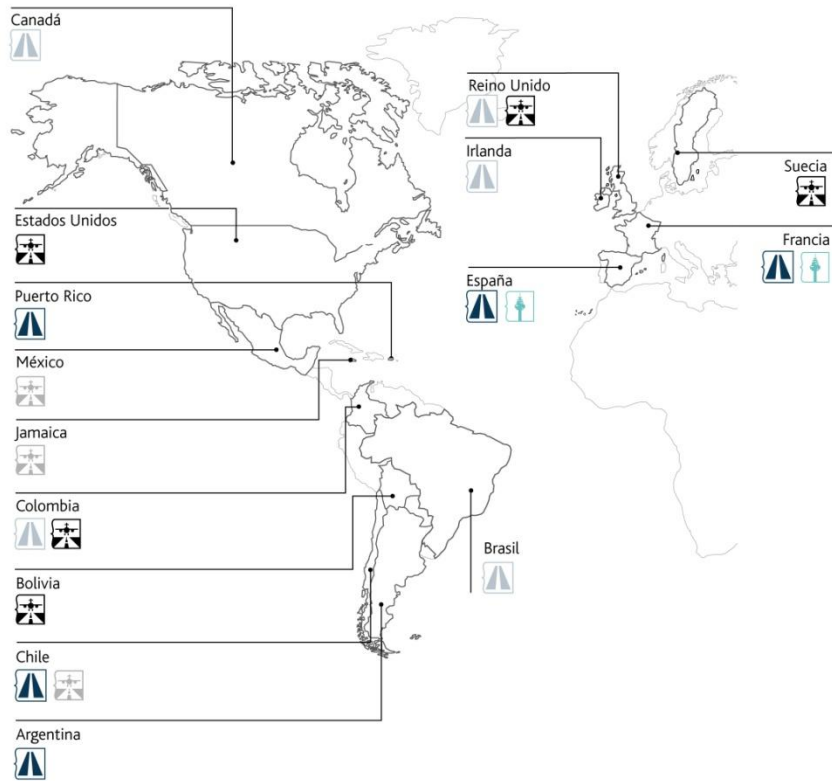 Canadá
Estados Unidos
Puerto Rico
México
Jamaica
Colombia
Bolivia
Chile
Argentina
Brasil
Reino Unido
Irlanda
España
Suecia
Francia